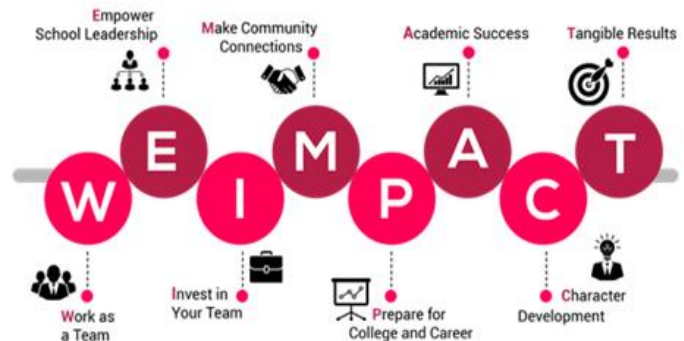 Empower
School Leadership
Make Community
Connections
Academic Success
Tangible Results
W E I M P A C T
Work as
a Team
Invest in
Your Team
Prepare for
College and Career
Character
Development